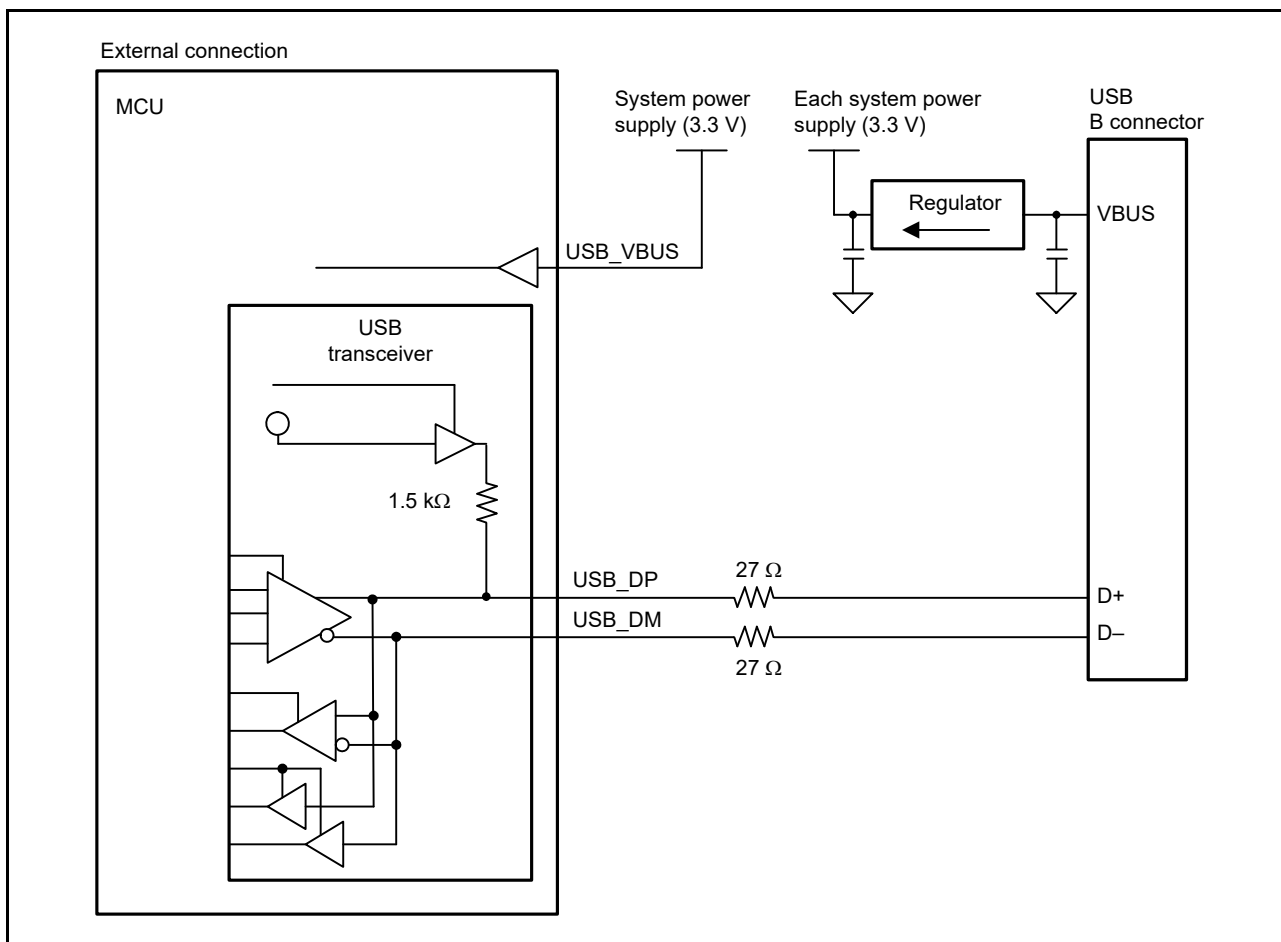 External connection
MCU
System power
supply (3.3 V)
Each system power
supply (3.3 V)
USB
B connector
Regulator
VBUS
USB_VBUS
USB
transceiver
1.5 kΩ
USB_DP
27 Ω
D+
USB_DM
27 Ω
D–